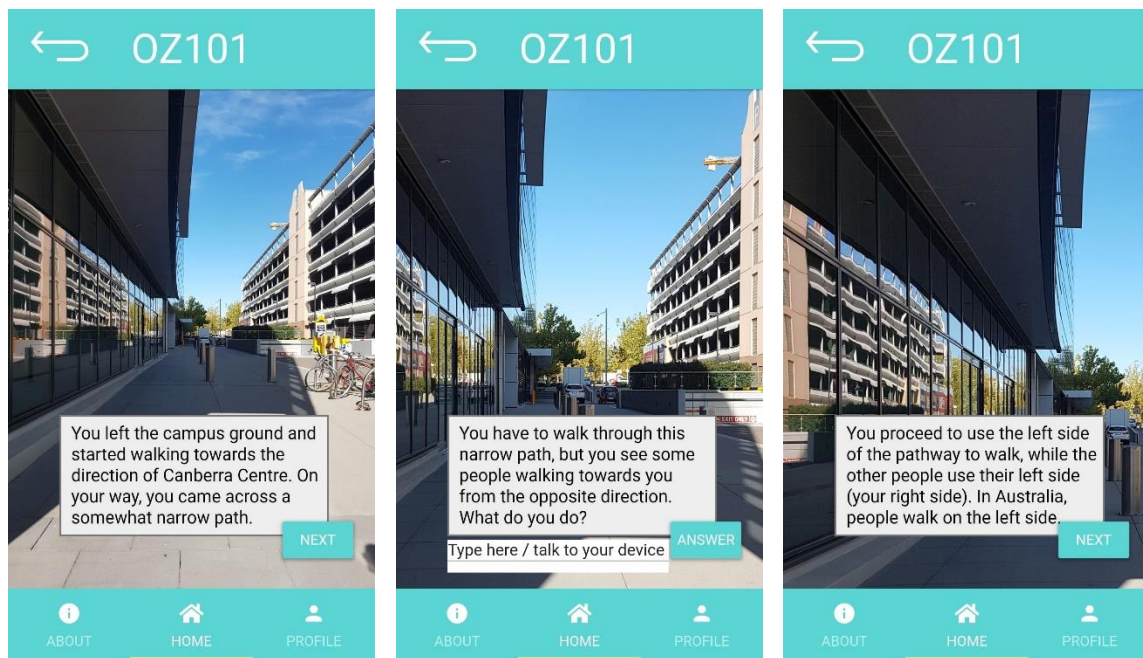 OZ101
You left the campus ground and
started walking towards the
direction of Canberra Centre. On
your way, you came across a
somewhat narrow path.
NEXT
ABOUT
HOME
PROFILE
OZ101
EXIT ONLY
You have to walk through this
narrow path, but you see some
people walking towards you
from the opposite direction.
What do you do?
Type here / talk to your device
ANSWER
ABOUT
HOME
PROFILE
OZ101
You proceed to use the left side
of the pathway to walk, while the
other people use their left side
(your right side). In Australia,
people walk on the left side.
NEXT
ABOUT
HOME
PROFILE